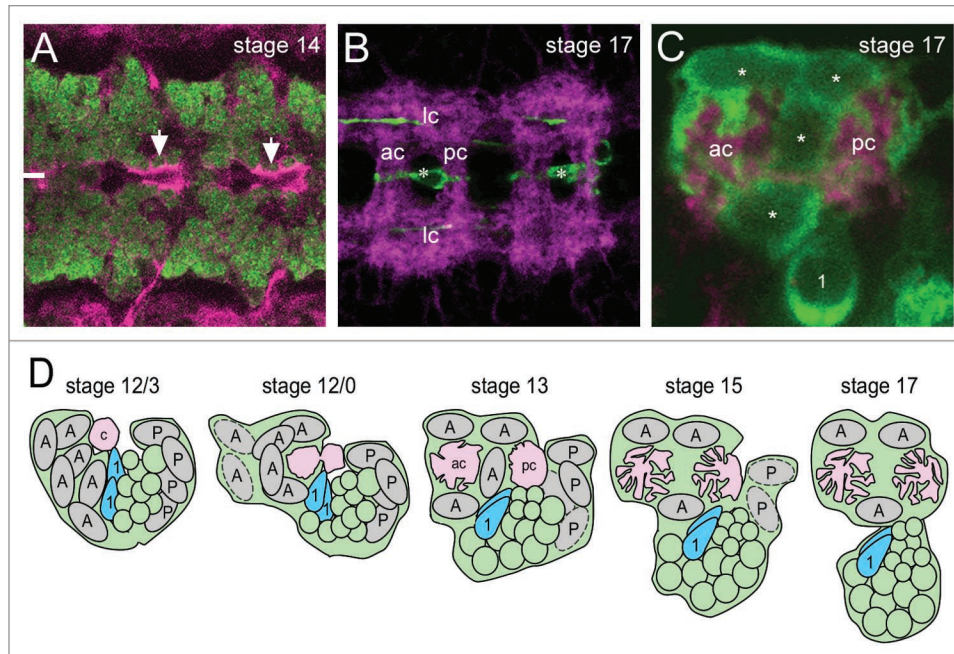 A stage 14
B stage 17
C stage 17
lc
ac pc
* *
lc
* *
*
ac pc
*
1
D
stage 12/3 stage 12/0 stage 13 stage 15 stage 17
c
A A P
A A 1 P
A 1 P
A A P
A A 1 1 P
A P
A A
ac A pc P
A 1 P
A A
P
A P
1
A A
A A
1